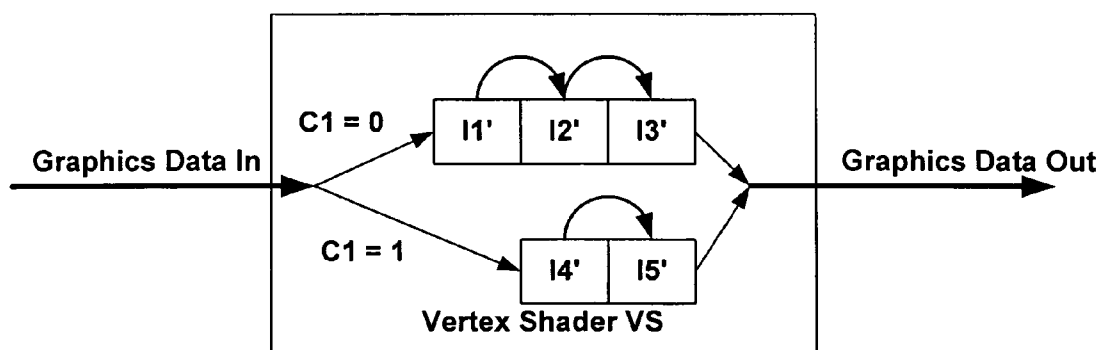 C1 = 0
I1' I2' I3'
Graphics Data In
Graphics Data Out
C1 = 1
I4' I5'
Vertex Shader VS